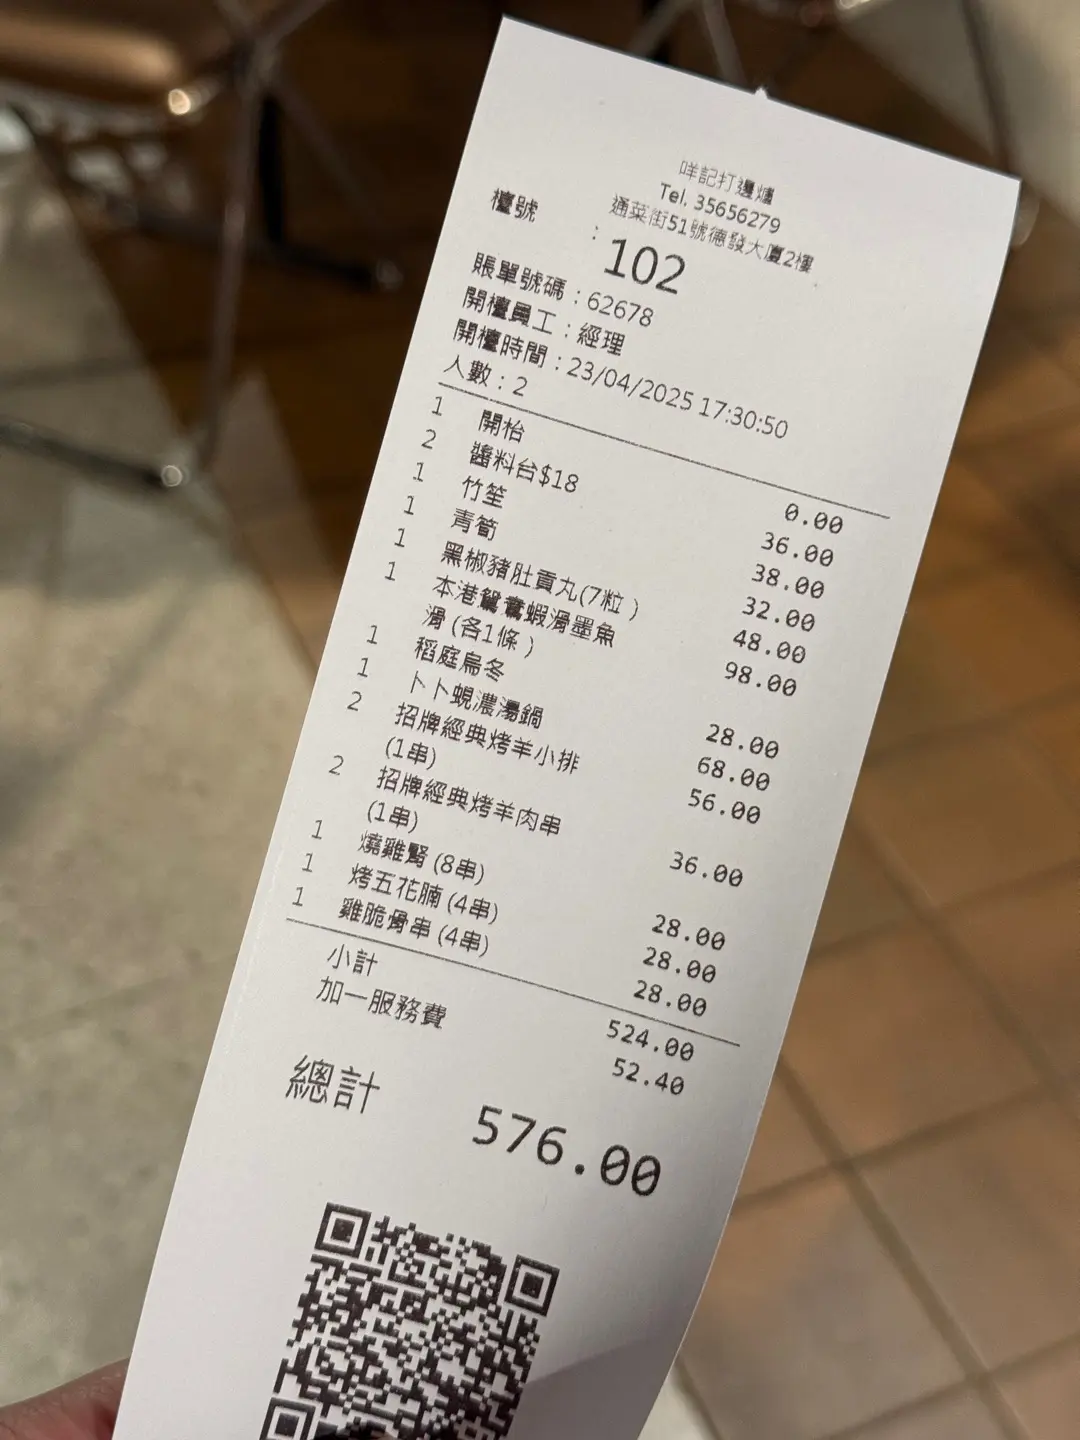 咩記打邊爐
Tel. 35656279
通菜街51號德發大廈2樓
檯號 : 102
賬單號碼 : 62678
開檯員工 : 經理
開檯時間 : 23/04/2025 17:30:50
人數 : 2
1 開枱 0.00
2 醬料台$18 36.00
1 竹笙 38.00
1 青筍 32.00
1 黑椒豬肚貢丸(7粒) 48.00
1 本港鴛鴦蝦滑墨魚 98.00
滑 (各1條)
1 稻庭烏冬 28.00
1 卜卜蜆濃湯鍋 68.00
2 招牌經典烤羊小排 56.00
(1串)
2 招牌經典烤羊肉串 36.00
(1串)
1 燒雞腎 (8串) 28.00
1 烤五花腩 (4串) 28.00
1 雞脆骨串 (4串) 28.00
小計 524.00
加一服務費 52.40
總計 576.00